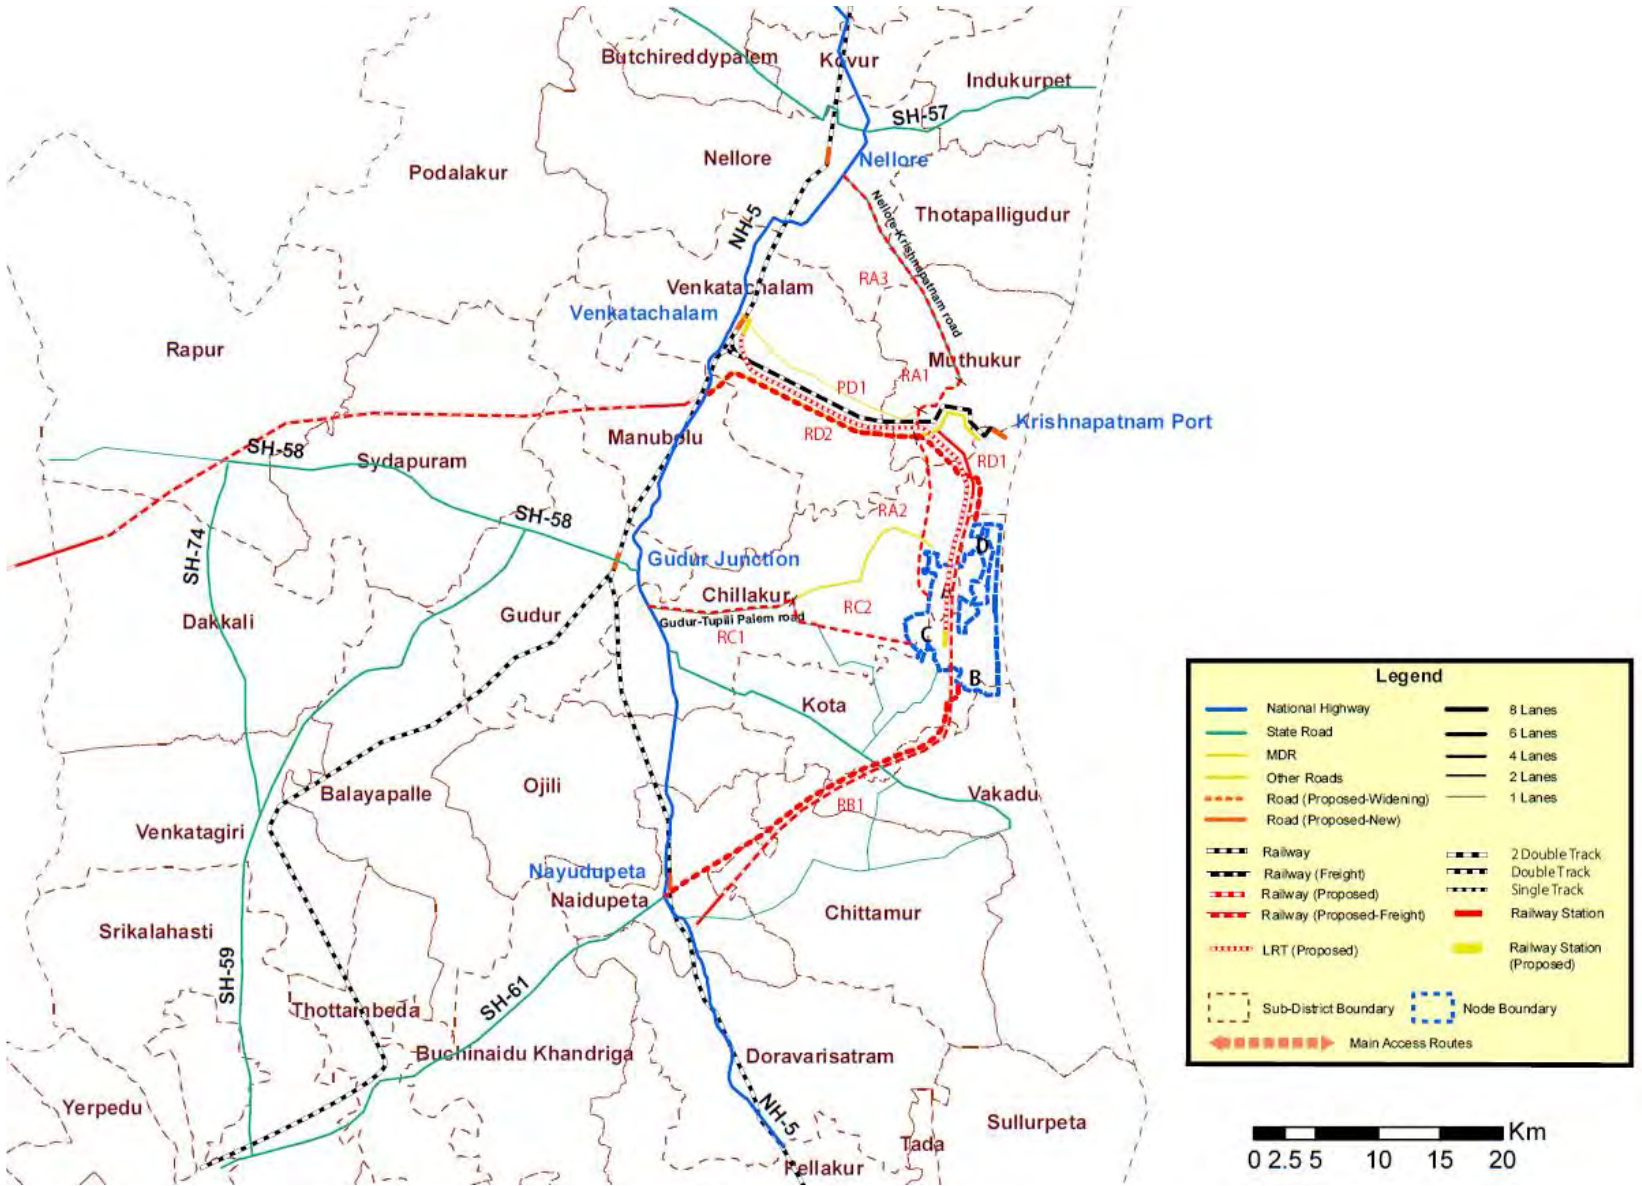 Butchireddypalem
Kovur
Indukurpet
SH-57
Nellore
Nellore
Podalakur
Thotapalligudur
NH-5
Nellore-Krishnapatnam road
RA3
Venkatachalam
Venkatachalam
Rapur
Muthukur
RA1
PD1
Krishnapatnam Port
RD2
Manubolu
SH-58
Sydapuram
RD1
RA2
SH-58
SH-74
D
Gudur Junction
Chillakur
RC2
Gudur
Dakkali
Gudur-Tupili Palem road
RC1
C
B
Kota
Ojili
Balayapalle
Vakadu
RB1
Venkatagiri
Nayudupeta
Naidupeta
Chittamur
Srikalahasti
SH-59
SH-61
Thottambeda
Buchinaidu Khandriga
Doravarisatram
Yerpedu
NH-5
Sullurpeta
Tada
Pellakur
Legend
National Highway
8 Lanes
State Road
6 Lanes
MDR
4 Lanes
Other Roads
2 Lanes
Road (Proposed-Widening)
1 Lanes
Road (Proposed-New)
Railway
2 Double Track
Railway (Freight)
Double Track
Railway (Proposed)
Single Track
Railway (Proposed-Freight)
Railway Station
LRT (Proposed)
Railway Station
(Proposed)
Sub-District Boundary
Node Boundary
Main Access Routes
Km
0 2.5 5 10 15 20